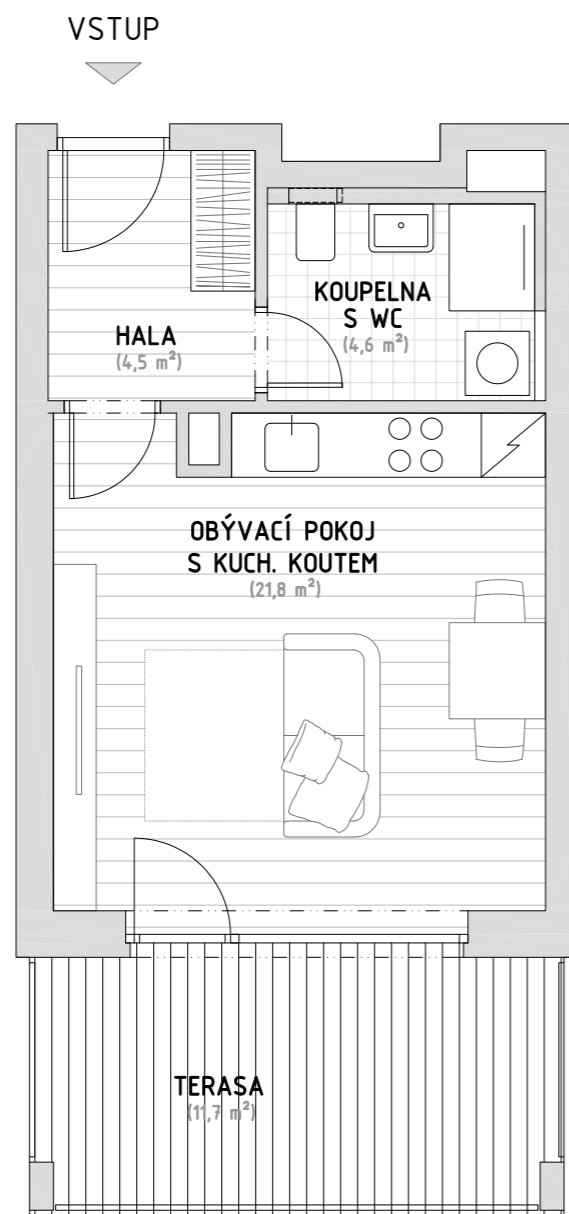 VSTUP
HALA
(4,5 m²)
KOUPELNA
S WC
(4,6 m²)
OBÝVACÍ POKOJ
S KUCH. KOUTEM
(21,8 m²)
TERASA
(11,7 m²)